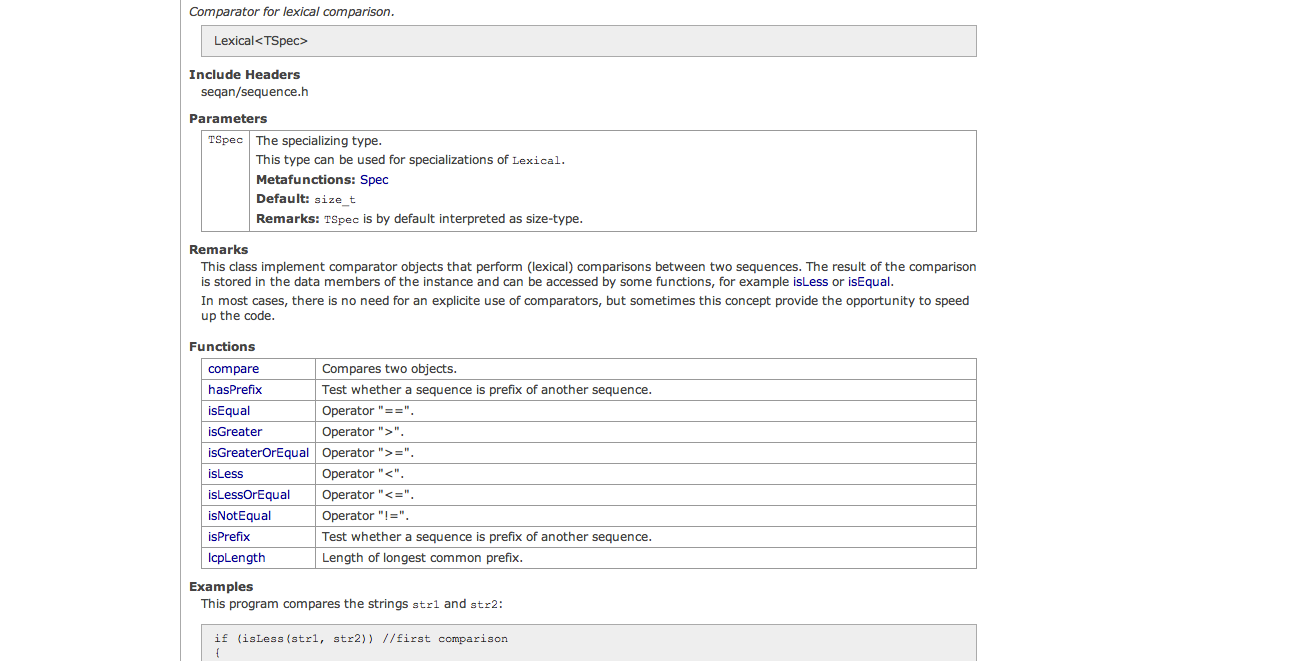 Comparator for lexical comparison.
Lexical<TSpec>
Include Headers
seqan/sequence.h
Parameters
TSpec The specializing type.
This type can be used for specializations of Lexical.
Metafunctions: Spec
Default: size_t
Remarks: TSpec is by default interpreted as size-type.
Remarks
This class implement comparator objects that perform (lexical) comparisons between two sequences. The result of the comparison
is stored in the data members of the instance and can be accessed by some functions, for example isLess or isEqual.
In most cases, there is no need for an explicite use of comparators, but sometimes this concept provide the opportunity to speed
up the code.
Functions
compare Compares two objects.
hasPrefix Test whether a sequence is prefix of another sequence.
isEqual Operator "==".
isGreater Operator ">".
isGreaterOrEqual Operator ">=".
isLess Operator "<".
isLessOrEqual Operator "<=".
isNotEqual Operator "!=".
isPrefix Test whether a sequence is prefix of another sequence.
lcpLength Length of longest common prefix.
Examples
This program compares the strings str1 and str2:
if (isLess(str1, str2)) //first comparison
{